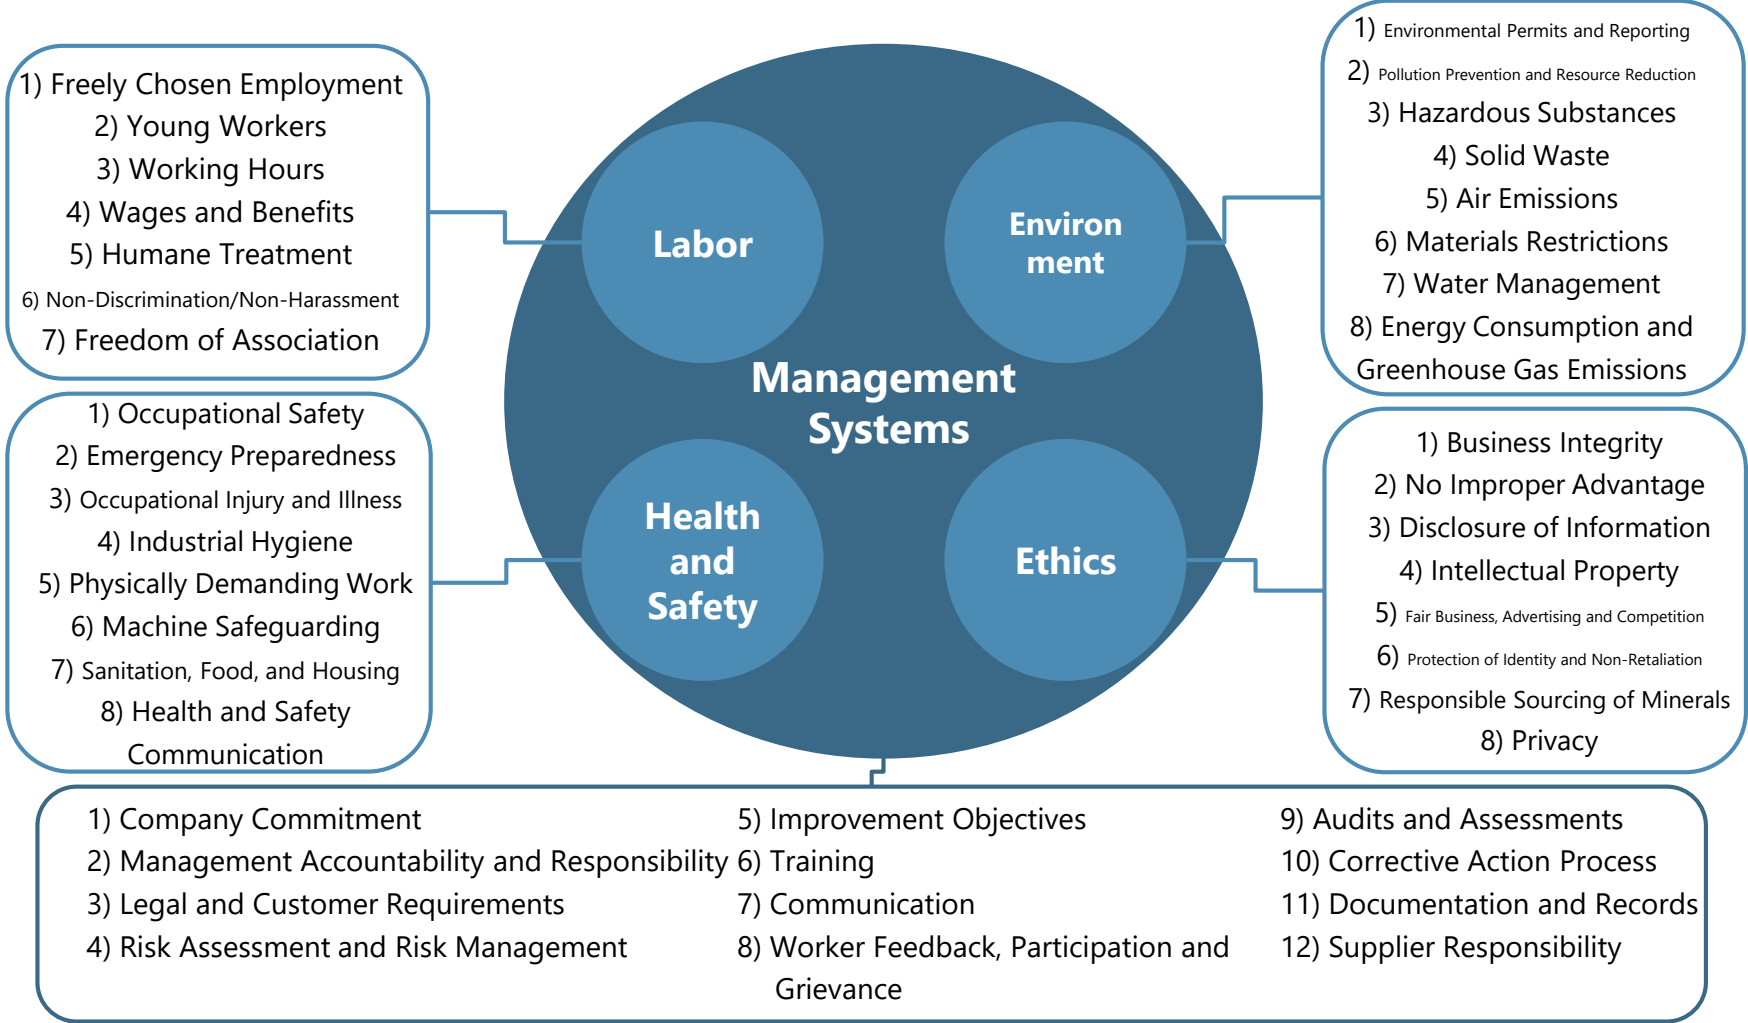 1) Freely Chosen Employment
2) Young Workers
3) Working Hours
4) Wages and Benefits
5) Humane Treatment
6) Non-Discrimination/Non-Harassment
7) Freedom of Association
1) Occupational Safety
2) Emergency Preparedness
3) Occupational Injury and Illness
4) Industrial Hygiene
5) Physically Demanding Work
6) Machine Safeguarding
7) Sanitation, Food, and Housing
8) Health and Safety
Communication
Labor
Environ
ment
Management
Systems
Health
and
Safety
Ethics
1) Environmental Permits and Reporting
2) Pollution Prevention and Resource Reduction
3) Hazardous Substances
4) Solid Waste
5) Air Emissions
6) Materials Restrictions
7) Water Management
8) Energy Consumption and
Greenhouse Gas Emissions
1) Business Integrity
2) No Improper Advantage
3) Disclosure of Information
4) Intellectual Property
5) Fair Business, Advertising and Competition
6) Protection of Identity and Non-Retaliation
7) Responsible Sourcing of Minerals
8) Privacy
1) Company Commitment
2) Management Accountability and Responsibility
3) Legal and Customer Requirements
4) Risk Assessment and Risk Management
5) Improvement Objectives
6) Training
7) Communication
8) Worker Feedback, Participation and
Grievance
9) Audits and Assessments
10) Corrective Action Process
11) Documentation and Records
12) Supplier Responsibility